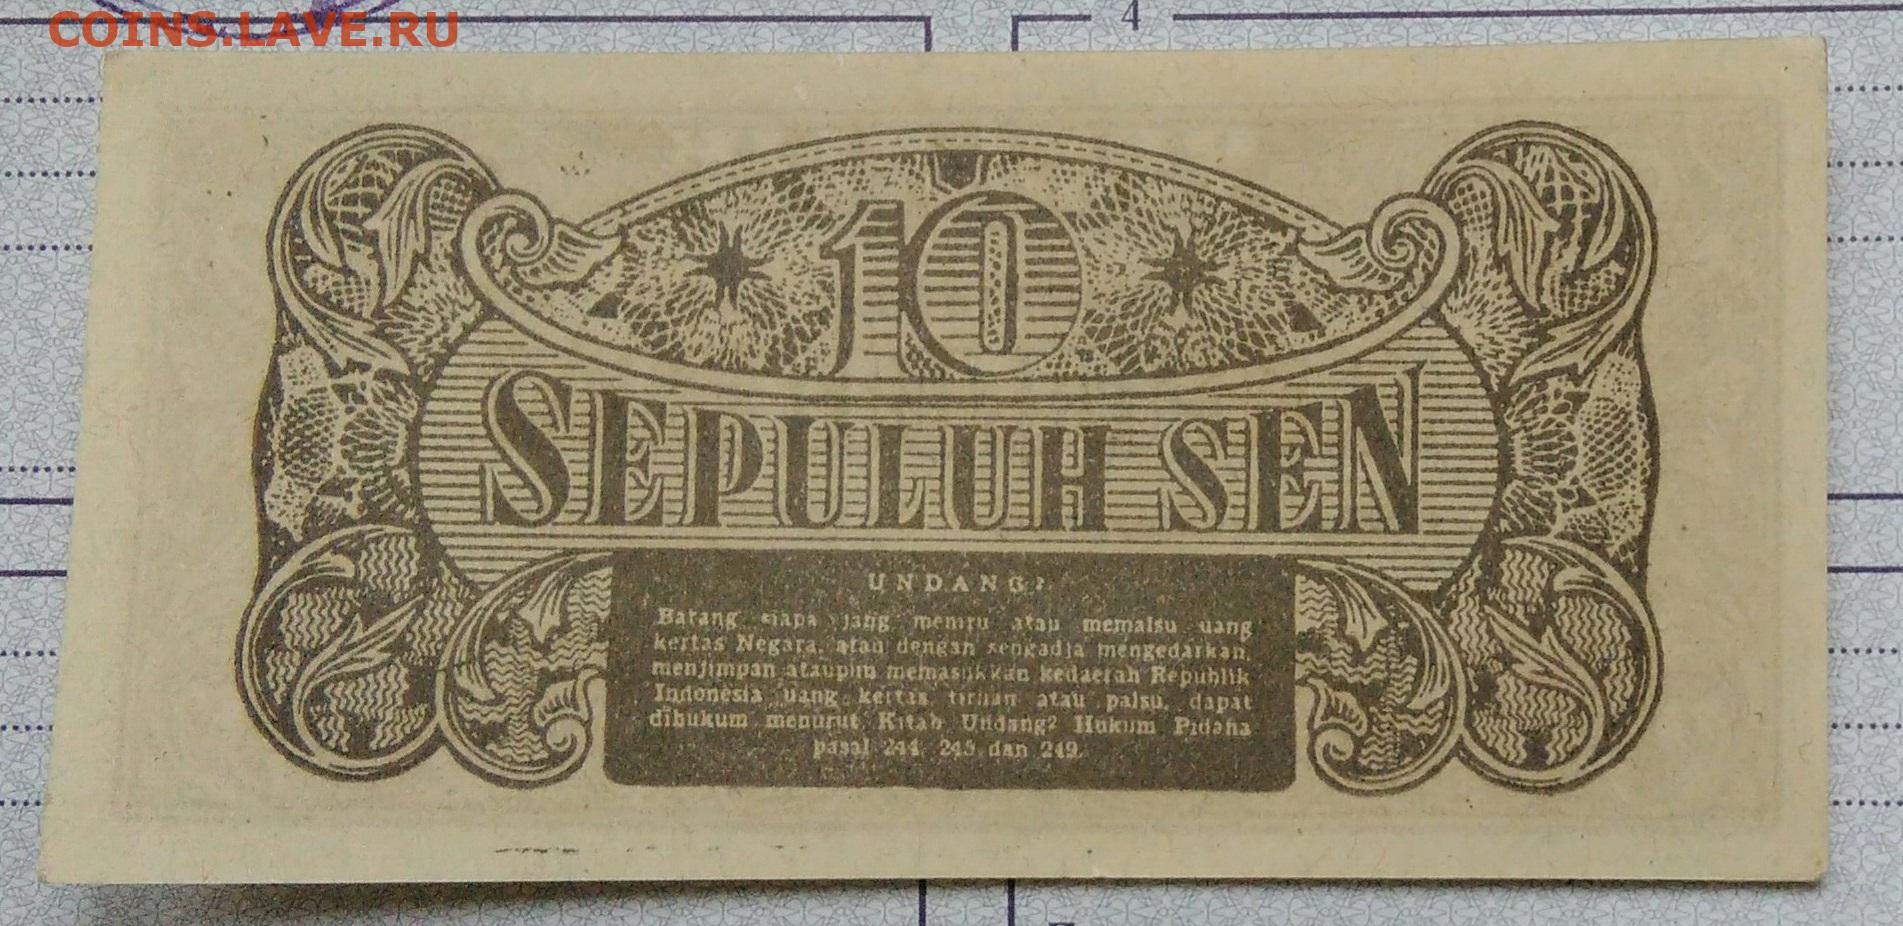 COINS.LAVE.RU
4
10
SEPULUH SEN
UNDANG²
Barang siapa jang meniru atau memalsu uang
kertas Negara, atau dengan sengadja mengedarkan,
menjimpan ataupun memasukkan kedaerah Republik
Indonesia uang kertas tiruan atau palsu, dapat
dihukum menurut Kitab Undang² Hukum Pidana
pasal 244, 245 dan 249.